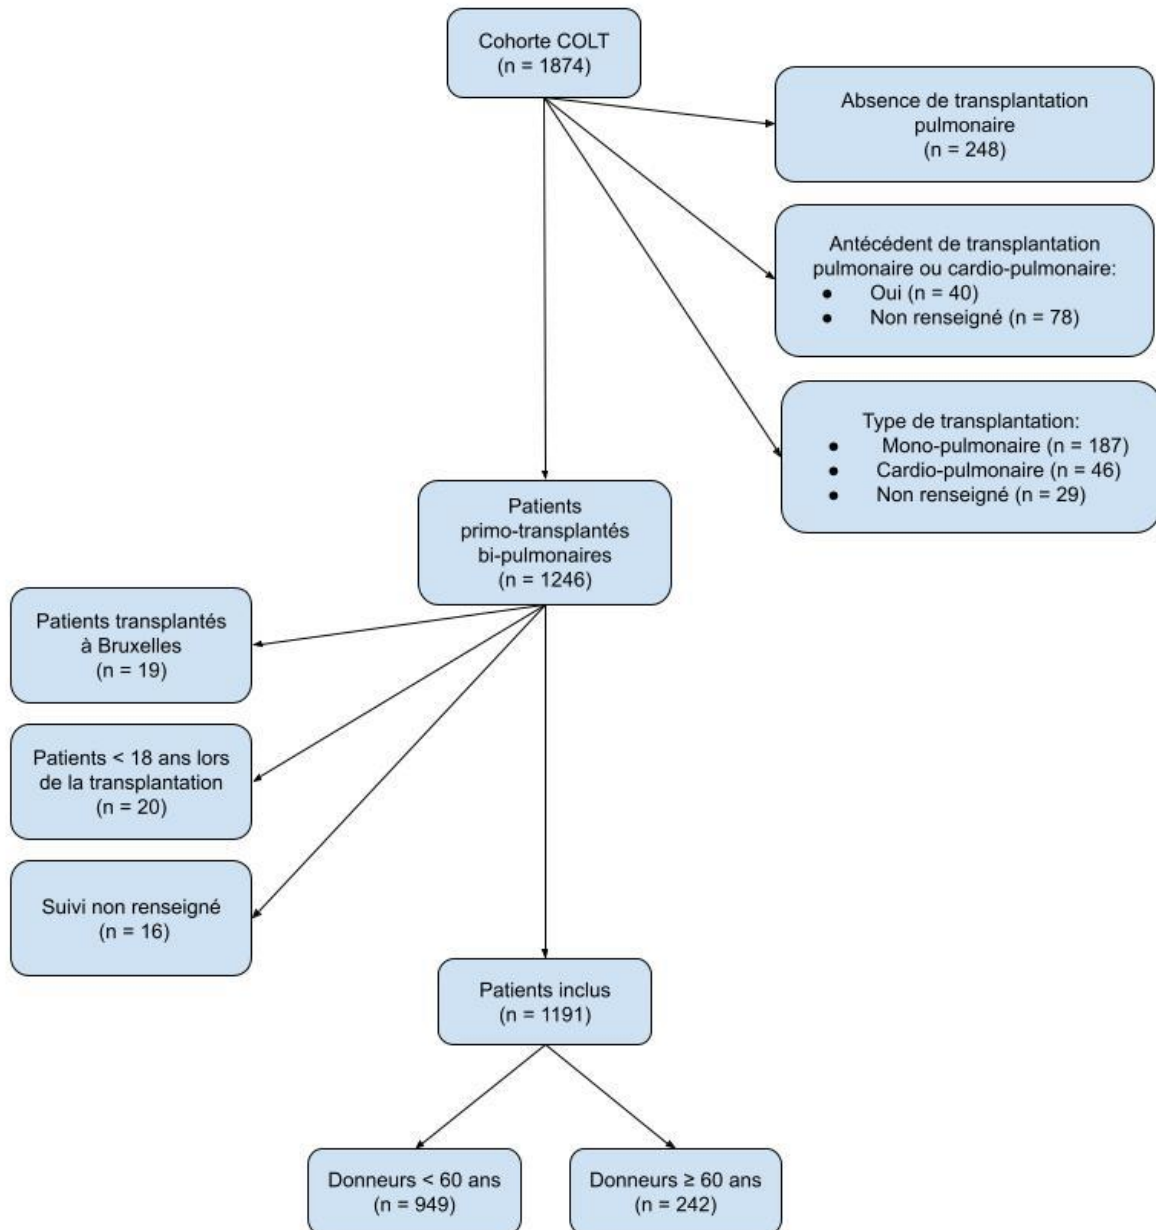 Cohorte COLT
(n = 1874)
Absence de transplantation
pulmonaire
(n = 248)
Antécédent de transplantation
pulmonaire ou cardio-pulmonaire:
● Oui (n = 40)
● Non renseigné (n = 78)
Type de transplantation:
● Mono-pulmonaire (n = 187)
● Cardio-pulmonaire (n = 46)
● Non renseigné (n = 29)
Patients
primo-transplantés
bi-pulmonaires
(n = 1246)
Patients transplantés
à Bruxelles
(n = 19)
Patients < 18 ans lors
de la transplantation
(n = 20)
Suivi non renseigné
(n = 16)
Patients inclus
(n = 1191)
Donneurs < 60 ans
(n = 949)
Donneurs ≥ 60 ans
(n = 242)